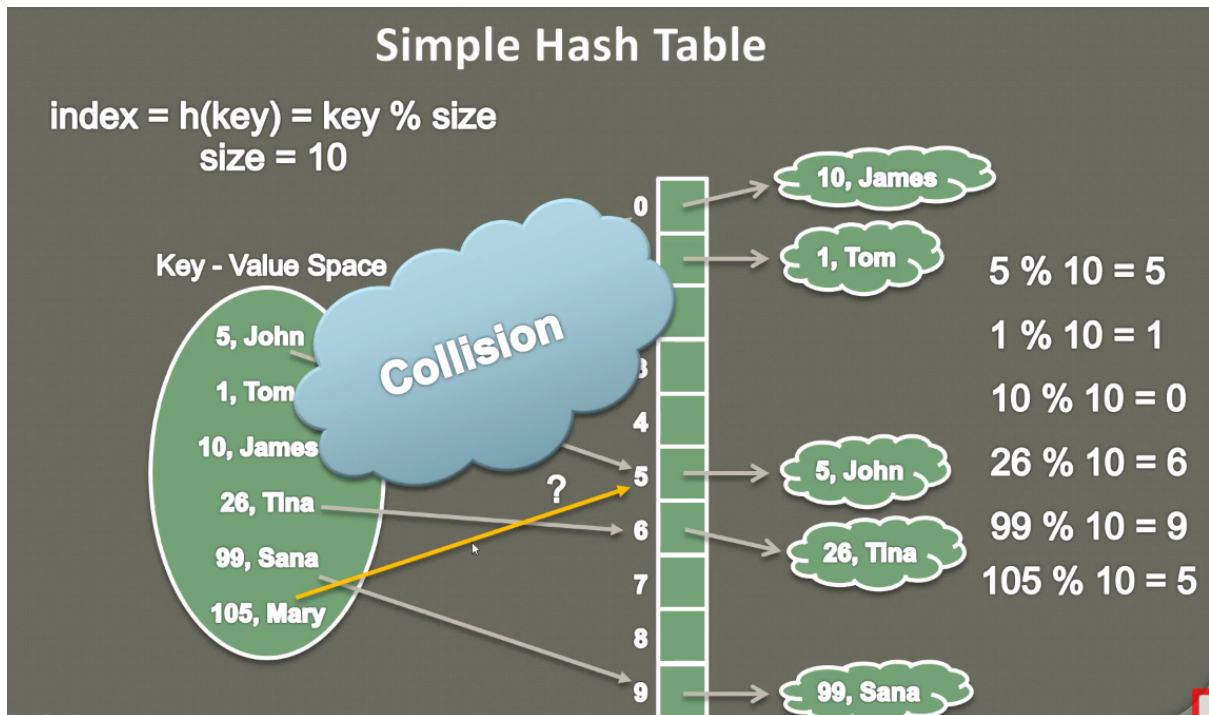 Simple Hash Table
index = h(key) = key % size
size = 10
Key - Value Space
5, John
1, Tom
10, James
26, Tina
99, Sana
105, Mary
Collision
?
0
3
4
5
6
7
8
9
10, James
1, Tom
5, John
26, Tina
99, Sana
5 % 10 = 5
1 % 10 = 1
10 % 10 = 0
26 % 10 = 6
99 % 10 = 9
105 % 10 = 5